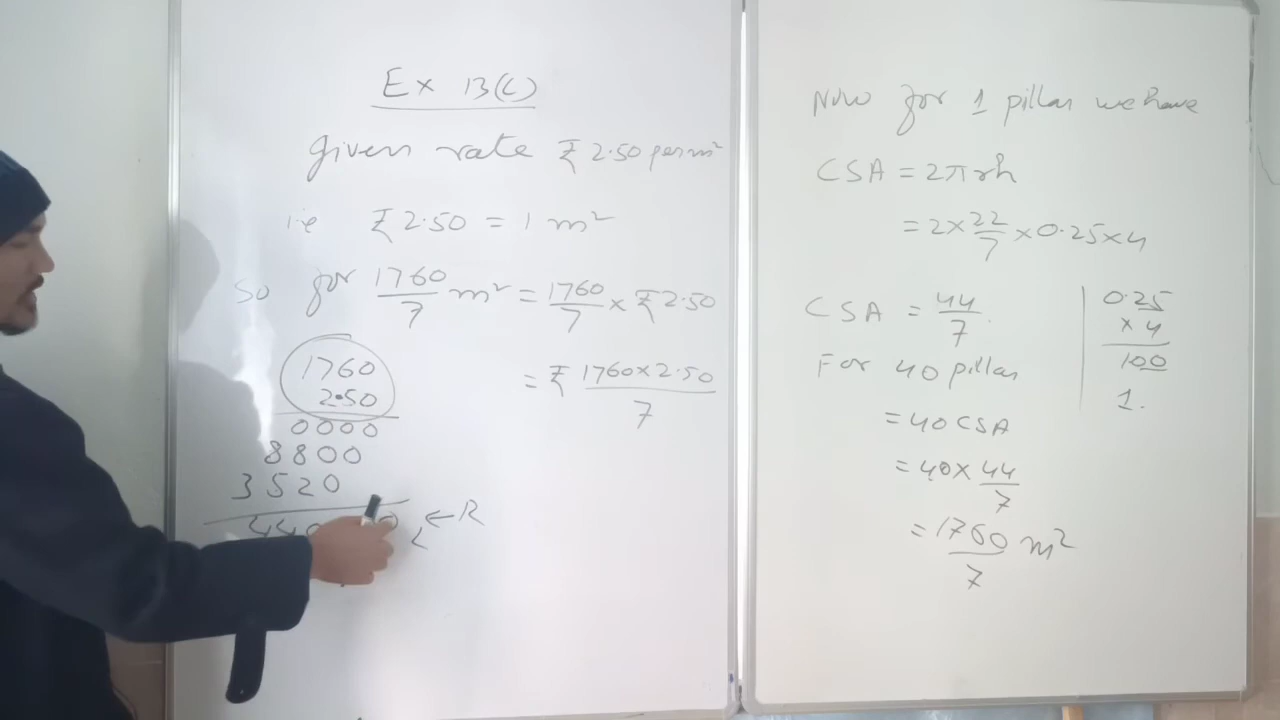 Ex 13(C)
given rate ₹ 2.50 per m²
i.e ₹ 2.50 = 1 m²
so for 1760/7 m² = 1760/7 × ₹ 2.50
= ₹ 1760×2.50/7
1760
2.50
0000
8800
3520
← R
Now for 1 pillar we have
CSA = 2πrh
= 2×22/7×0.25×4
CSA = 44/7
For 40 pillar
= 40 CSA
= 40×44/7
= 1760/7 m²
0.25
× 4
100
1.